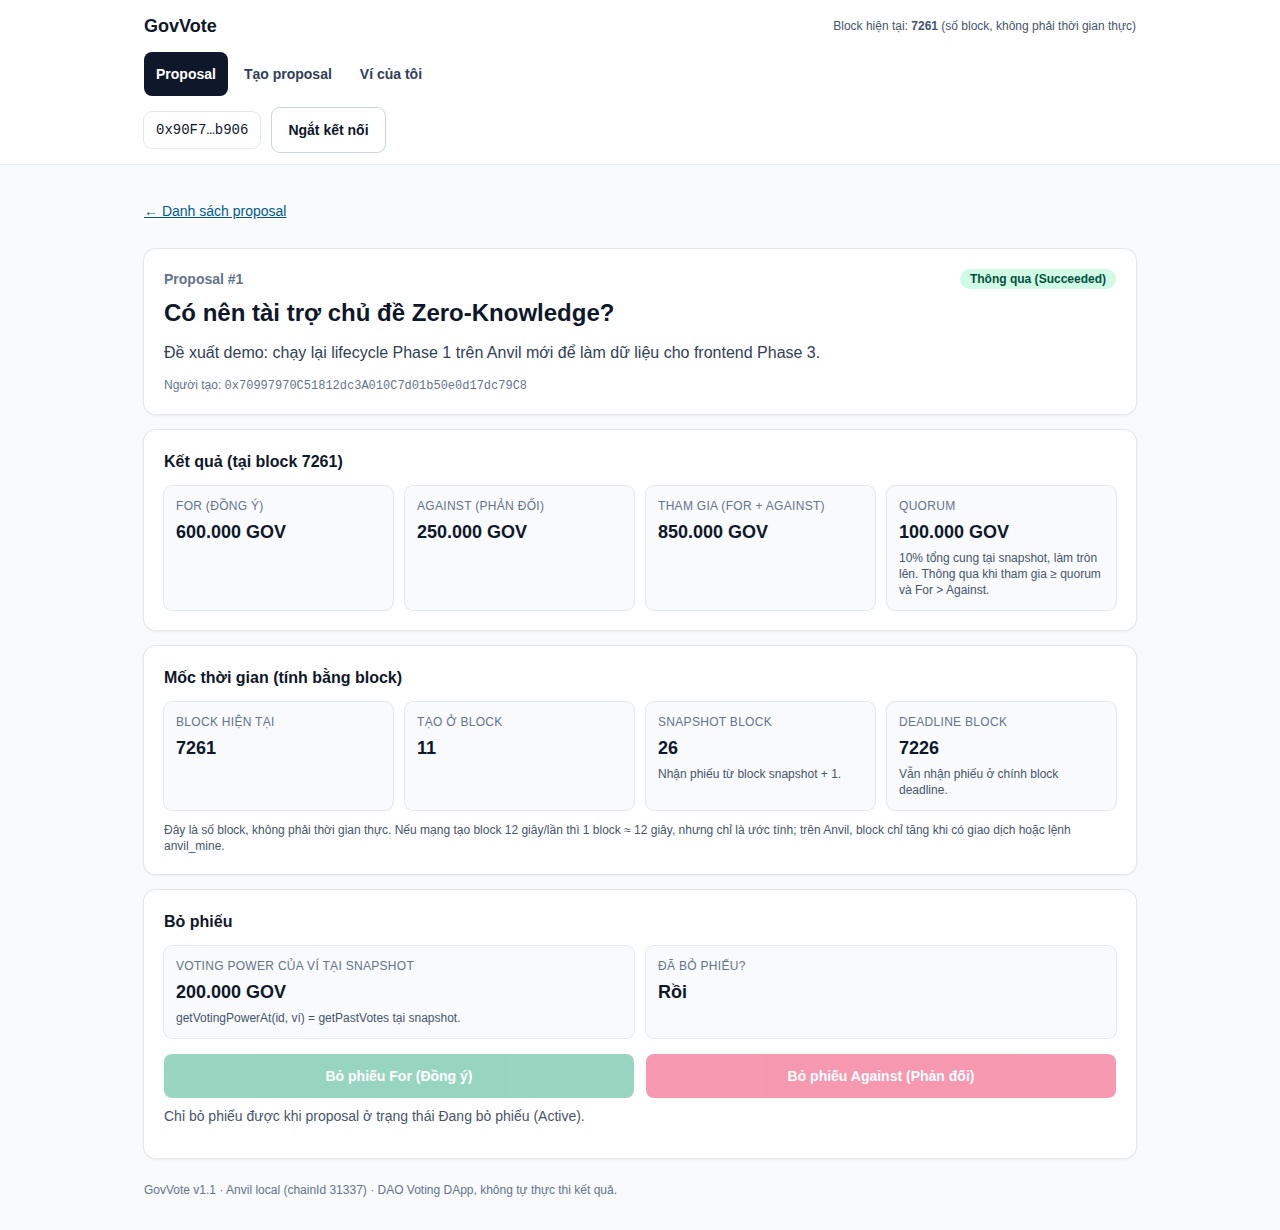 GovVote
Block hiện tại: 7261 (số block, không phải thời gian thực)
Proposal
Tạo proposal
Ví của tôi
0x90F7…b906
Ngắt kết nối
← Danh sách proposal
Proposal #1
Thông qua (Succeeded)
Có nên tài trợ chủ đề Zero-Knowledge?
Đề xuất demo: chạy lại lifecycle Phase 1 trên Anvil mới để làm dữ liệu cho frontend Phase 3.
Người tạo: 0x70997970C51812dc3A010C7d01b50e0d17dc79C8
Kết quả (tại block 7261)
FOR (ĐỒNG Ý)
600.000 GOV
AGAINST (PHẢN ĐỐI)
250.000 GOV
THAM GIA (FOR + AGAINST)
850.000 GOV
QUORUM
100.000 GOV
10% tổng cung tại snapshot, làm tròn
lên. Thông qua khi tham gia ≥ quorum
và For > Against.
Mốc thời gian (tính bằng block)
BLOCK HIỆN TẠI
7261
TẠO Ở BLOCK
11
SNAPSHOT BLOCK
26
Nhận phiếu từ block snapshot + 1.
DEADLINE BLOCK
7226
Vẫn nhận phiếu ở chính block
deadline.
Đây là số block, không phải thời gian thực. Nếu mạng tạo block 12 giây/lần thì 1 block ≈ 12 giây, nhưng chỉ là ước tính; trên Anvil, block chỉ tăng khi có giao dịch hoặc lệnh
anvil_mine.
Bỏ phiếu
VOTING POWER CỦA VÍ TẠI SNAPSHOT
200.000 GOV
getVotingPowerAt(id, ví) = getPastVotes tại snapshot.
ĐÃ BỎ PHIẾU?
Rồi
Bỏ phiếu For (Đồng ý)
Bỏ phiếu Against (Phản đối)
Chỉ bỏ phiếu được khi proposal ở trạng thái Đang bỏ phiếu (Active).
GovVote v1.1 · Anvil local (chainId 31337) · DAO Voting DApp, không tự thực thi kết quả.